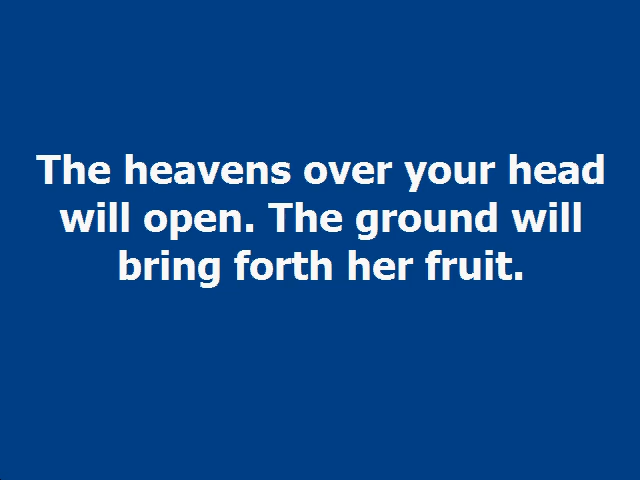 The heavens over your head
will open. The ground will
bring forth her fruit.